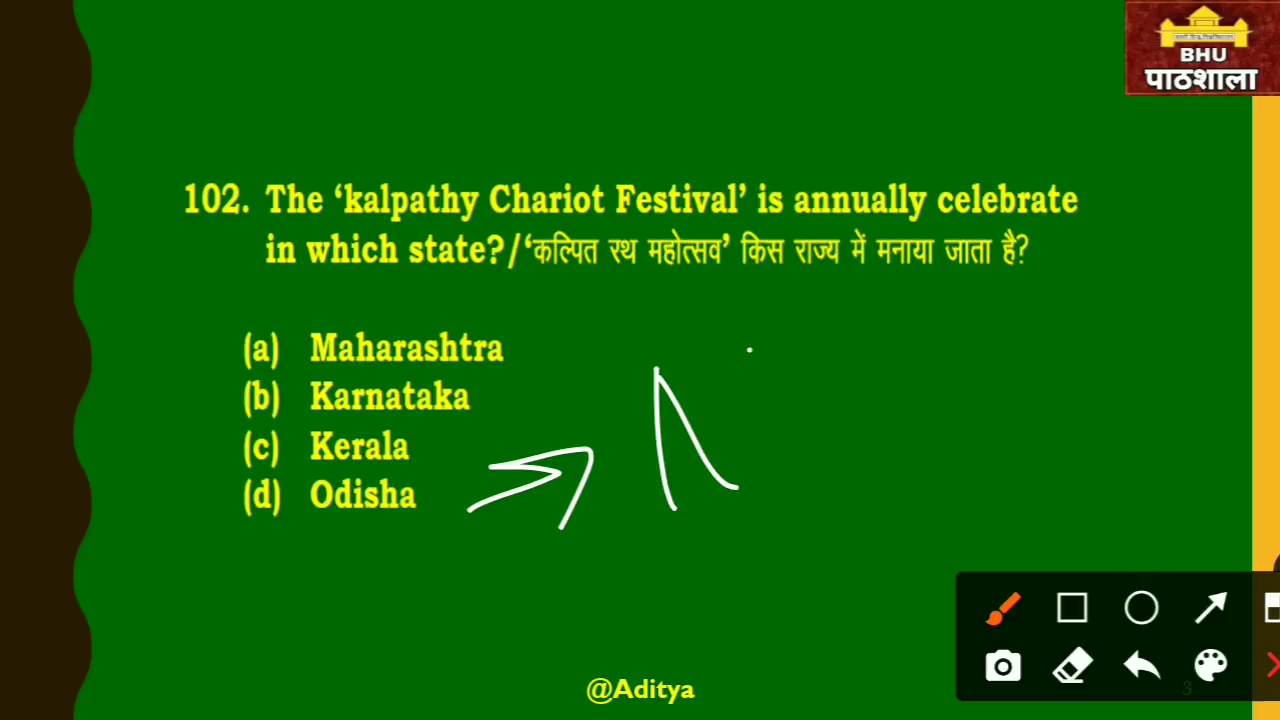 BHU
पाठशाला
102. The ‘kalpathy Chariot Festival’ is annually celebrate
in which state?/‘कल्पित रथ महोत्सव’ किस राज्य में मनाया जाता है?
(a) Maharashtra
(b) Karnataka
(c) Kerala
(d) Odisha
@Aditya
3